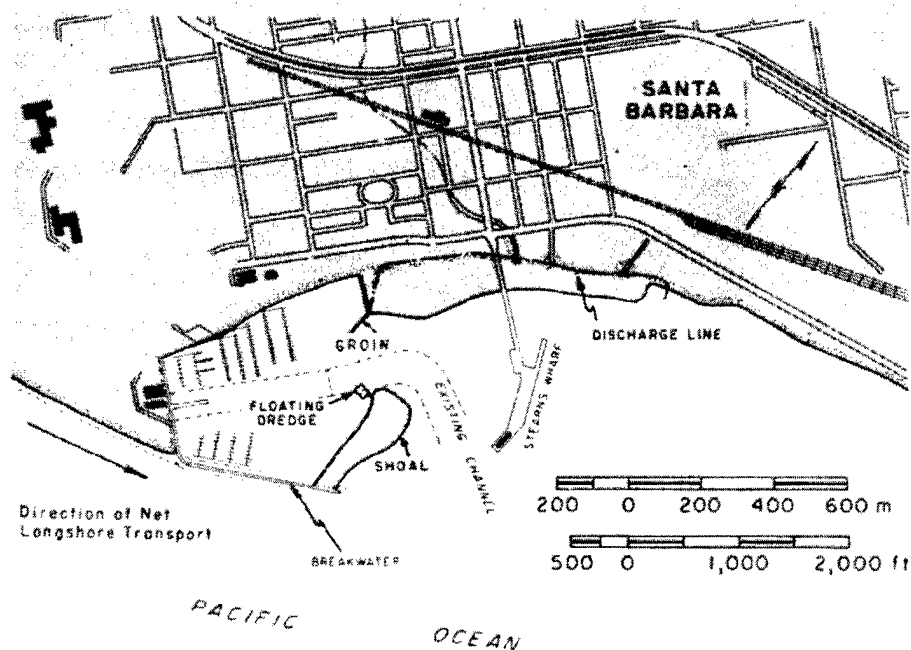 SANTA
BARBARA
DISCHARGE LINE
GROIN
STEARNS WHARF
EXISTING CHANNEL
FLOATING
DREDGE
SHOAL
Direction of Net
Longshore Transport
BREAKWATER
200 0 200 400 600 m
500 0 1,000 2,000 ft
PACIFIC OCEAN